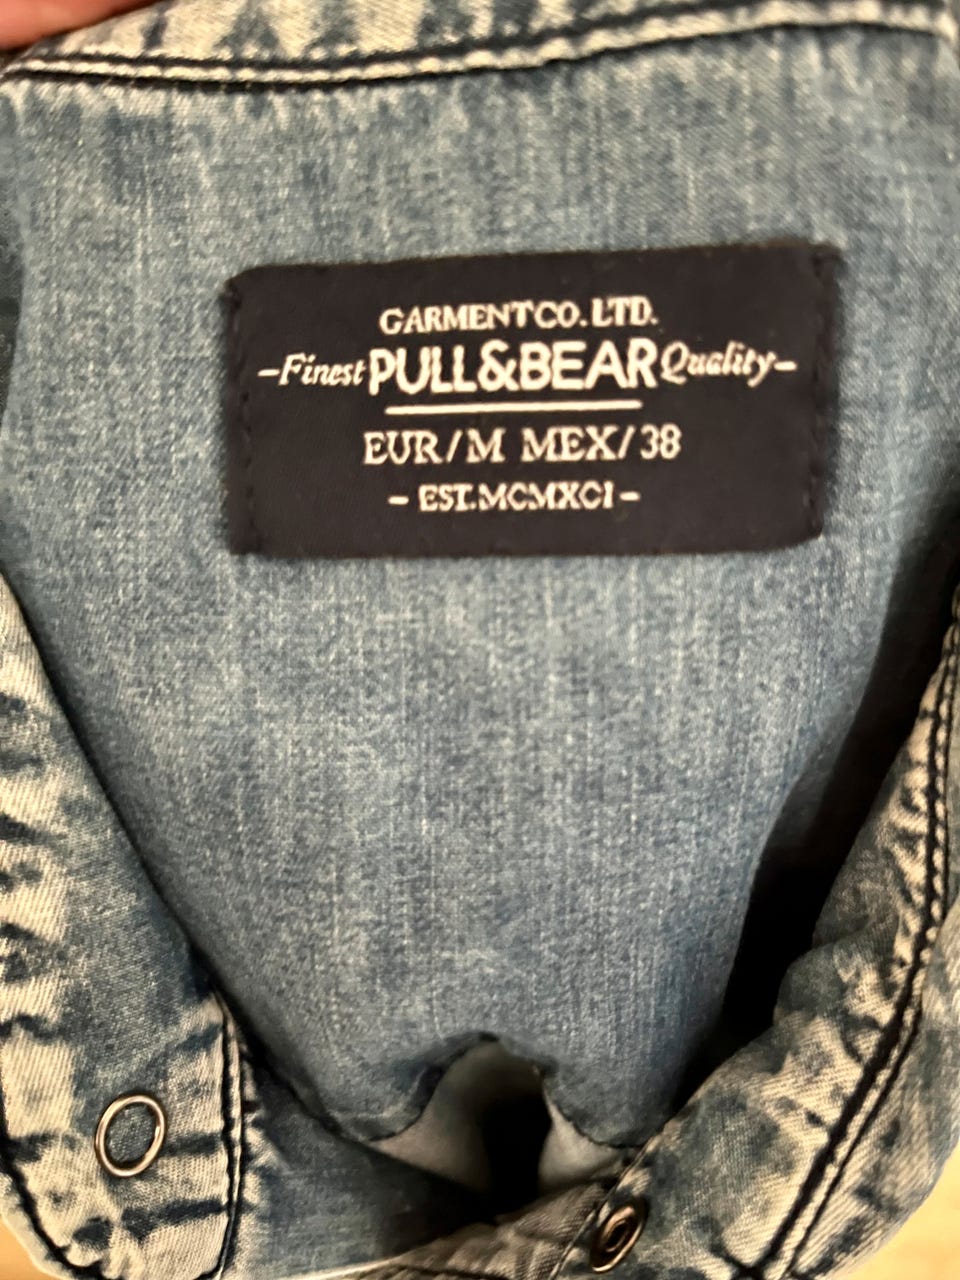 GARMENT CO. LTD.
-Finest PULL&BEAR Quality-
EUR/M MEX/38
- EST.MCMXCI -